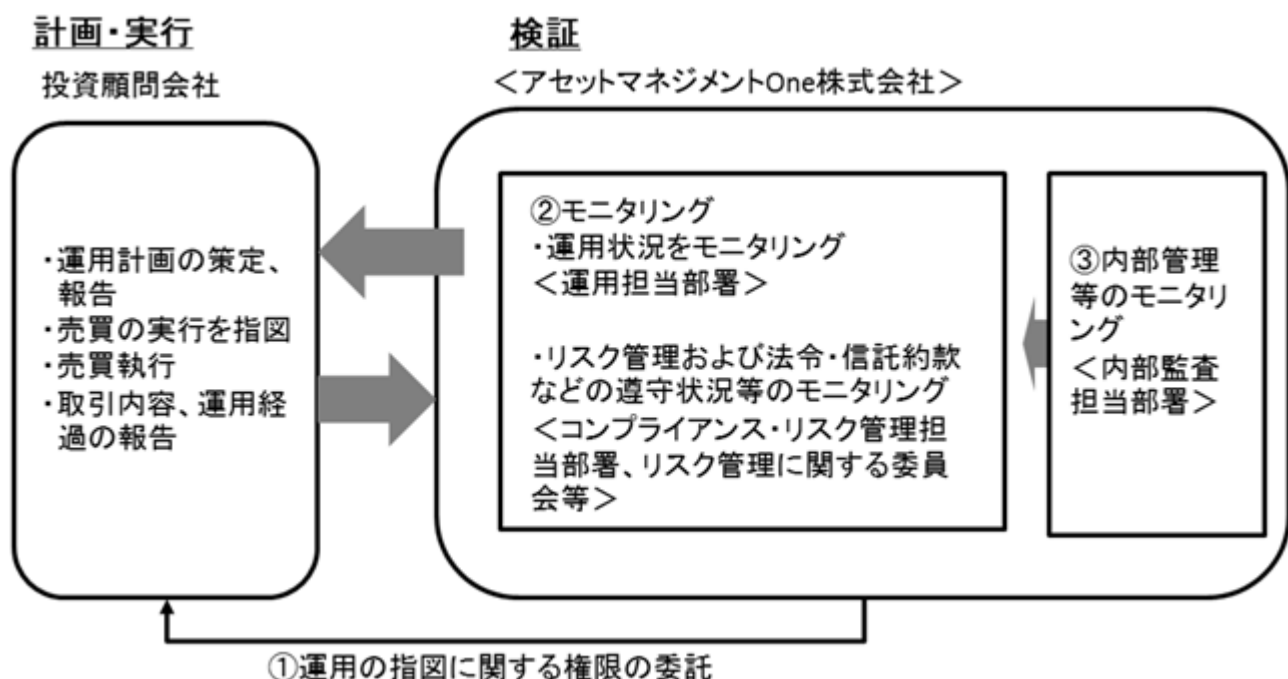 計画・実行
投資顧問会社
・運用計画の策定、
報告
・売買の実行を指図
・売買執行
・取引内容、運用経
過の報告
検証
＜アセットマネジメントOne株式会社＞
②モニタリング
・運用状況をモニタリング
＜運用担当部署＞
・リスク管理および法令・信託約款
などの遵守状況等のモニタリング
＜コンプライアンス・リスク管理担
当部署、リスク管理に関する委員
会等＞
③内部管理
等のモニタリ
ング
＜内部監査
担当部署＞
①運用の指図に関する権限の委託